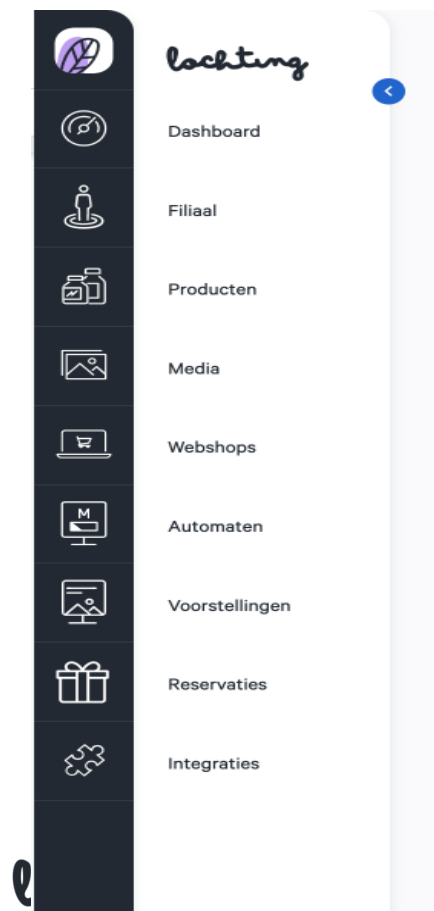 lochting
Dashboard
Filiaal
Producten
Media
Webshops
M
Automaten
Voorstellingen
Reservaties
Integraties
l